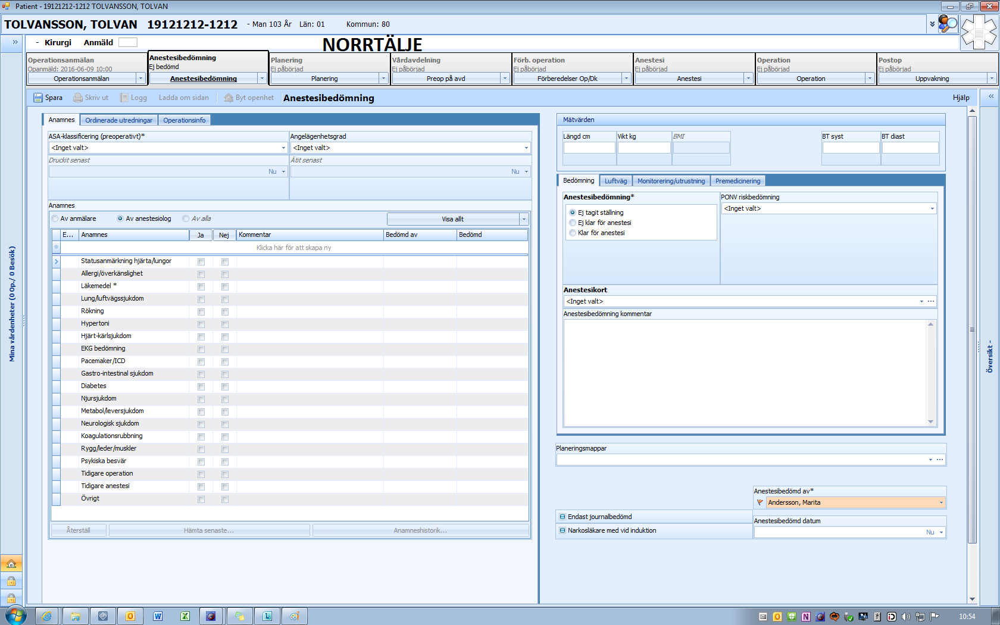 Patient - 19121212-1212 TOLVANSSON, TOLVAN
TOLVANSSON, TOLVAN 19121212-1212 - Man 103 År Län: 01 Kommun: 80
- Kirurgi Anmäld NORRTÄLJE
Operationsanmälan
Opanmäld: 2016-06-09 10:00
Operationsanmälan
Anestesibedömning
Ej bedömd
Anestesibedömning
Planering
Ej påbörjad
Planering
Vårdavdelning
Ej påbörjad
Preop på avd
Förb. operation
Ej påbörjad
Förberedelser Op/Dk
Anestesi
Ej påbörjad
Anestesi
Operation
Ej påbörjad
Operation
Postop
Ej påbörjad
Uppvakning
Spara Skriv ut Logg Ladda om sidan Byt openhet Anestesibedömning Hjälp
Mina vårdenheter (0 Op./ 0 Besök)
Anamnes Ordinerade utredningar Operationsinfo
ASA-klassificering (preoperativt)* Angelägenhetsgrad
<Inget valt> <Inget valt>
Druckit senast Ätit senast
Nu Nu
Anamnes
Av anmälare Av anestesiolog Av alla Visa allt
E... Anamnes Ja Nej Kommentar Bedömd av Bedömd
Klicka här för att skapa ny
Statusanmärkning hjärta/lungor
Allergi/överkänslighet
Läkemedel *
Lung/luftvägssjukdom
Rökning
Hypertoni
Hjärt-kärlsjukdom
EKG bedömning
Pacemaker/ICD
Gastro-intestinal sjukdom
Diabetes
Njursjukdom
Metabol/leversjukdom
Neurologisk sjukdom
Koagulationsrubbning
Rygg/leder/muskler
Psykiska besvär
Tidigare operation
Tidigare anestesi
Övrigt
Återställ Hämta senaste... Anamneshistorik...
Mätvärden
Längd cm Vikt kg BMI BT syst BT diast
Bedömning Luftväg Monitorering/utrustning Premedicinering
Anestesibedömning* PONV riskbedömning
<Inget valt>
Ej tagit ställning
Ej klar för anestesi
Klar för anestesi
Anestesikort
<Inget valt>
Anestesibedömning kommentar
Planeringsmappar
Anestesibedömd av*
Andersson, Marita
Endast journalbedömd
Anestesibedömd datum
Narkosläkare med vid induktion
Nu
Översikt -
10:54